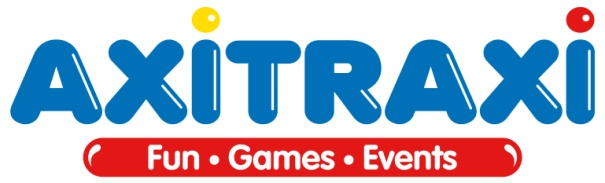 AXITRAXI
Fun • Games • Events